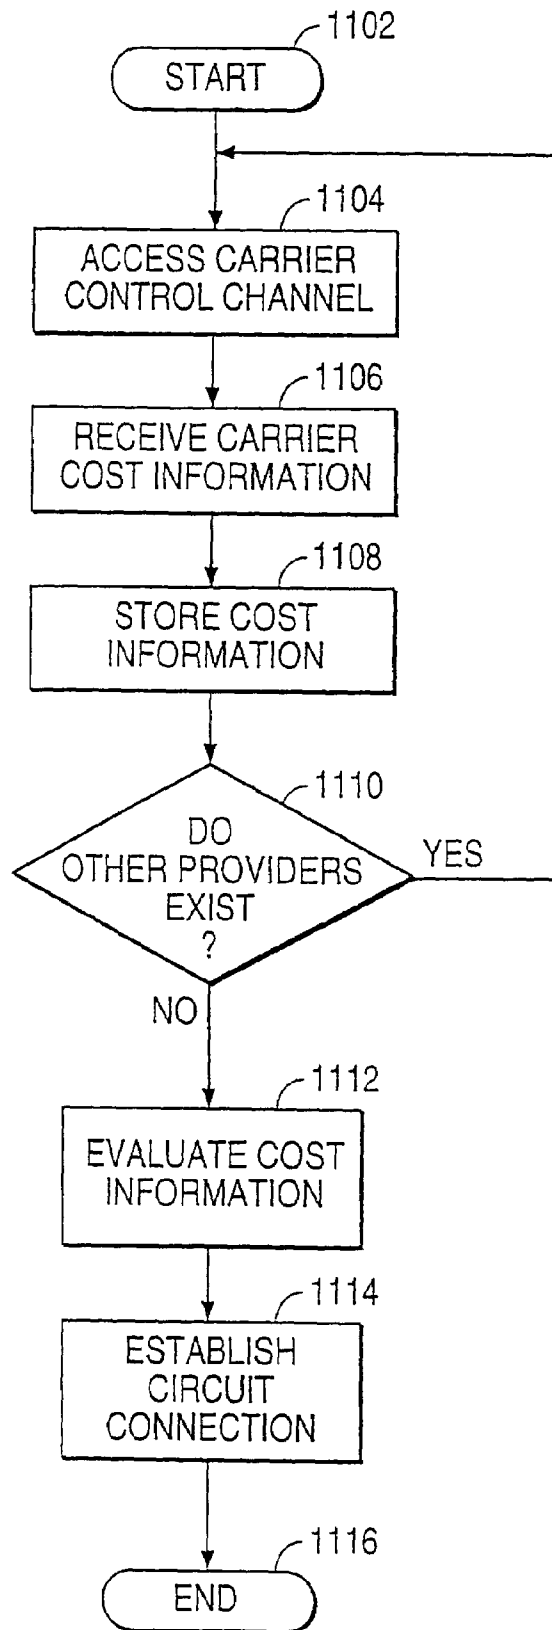 1102
START
1104
ACCESS CARRIER
CONTROL CHANNEL
1106
RECEIVE CARRIER
COST INFORMATION
1108
STORE COST
INFORMATION
1110
DO
OTHER PROVIDERS
EXIST
?
YES
NO
1112
EVALUATE COST
INFORMATION
1114
ESTABLISH
CIRCUIT
CONNECTION
1116
END